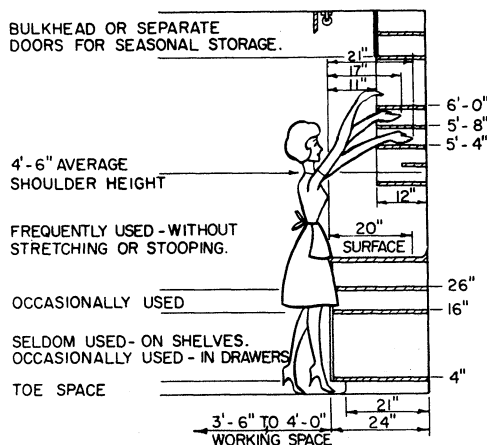 BULKHEAD OR SEPARATE
DOORS FOR SEASONAL STORAGE.
21"
17"
11"
6'-0"
5'-8"
5'-4"
4'-6" AVERAGE
SHOULDER HEIGHT
12"
FREQUENTLY USED-WITHOUT
STRETCHING OR STOOPING.
20"
SURFACE
26"
OCCASIONALLY USED
16"
SELDOM USED-ON SHELVES.
OCCASIONALLY USED-IN DRAWERS
4"
TOE SPACE
21"
3'-6" TO 4'-0"
24"
WORKING SPACE